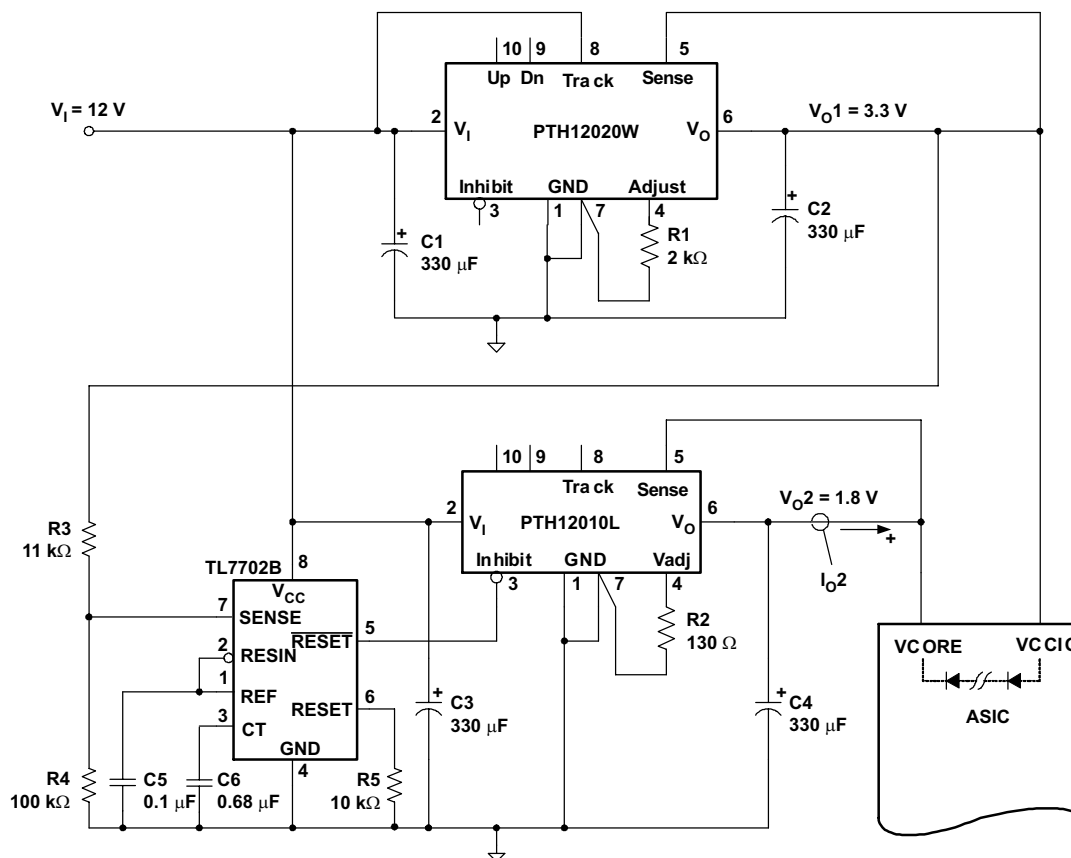 10 9 8 5
Up Dn Track Sense
V_I = 12 V
2 V_I PTH12020W V_O 6 V_O1 = 3.3 V
Inhibit GND Adjust
3 1 7 4
+ C1
330 µF
R1
2 kΩ
+ C2
330 µF
10 9 8 5
Track Sense
2 V_I PTH12010L V_O 6 V_O2 = 1.8 V
+
I_O2
Inhibit GND Vadj
3 1 7 4
R3
11 kΩ
R2
130 Ω
TL7702B 8
V_CC
7 SENSE
R̅E̅S̅E̅T̅ 5
2 RESIN
1 REF
RESET 6
3 CT
GND
4
+ C3
330 µF
+ C4
330 µF
VCORE VCCIO
ASIC
R4
100 kΩ
C5
0.1 µF
C6
0.68 µF
R5
10 kΩ